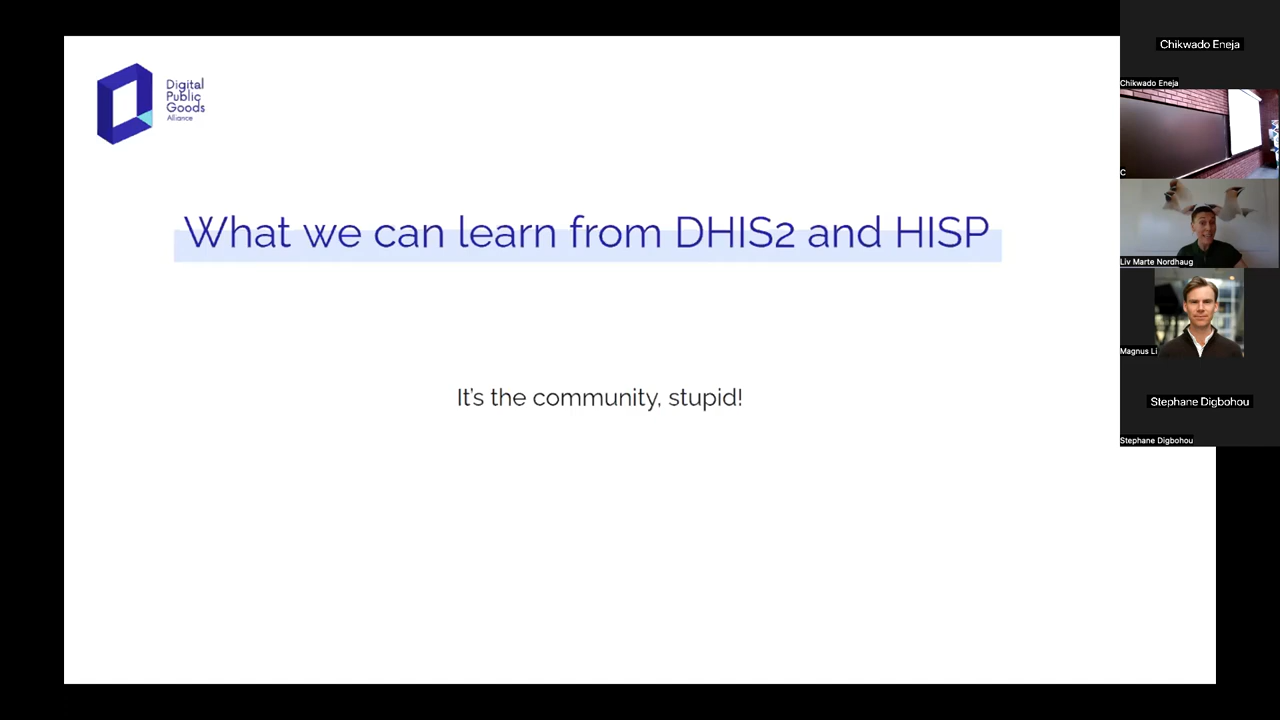 Digital
Public
Goods
Alliance
What we can learn from DHIS2 and HISP
It's the community, stupid!
Chikwado Eneja
Chikwado Eneja
C
Liv Marte Nordhaug
Magnus Li
Stephane Digbohou
Stephane Digbohou